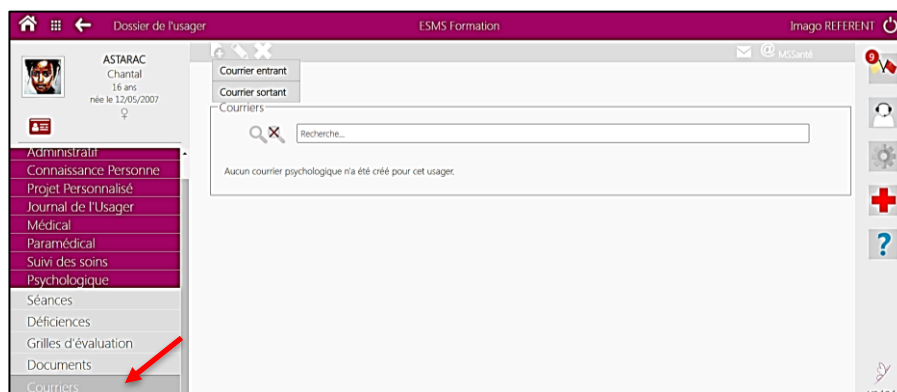 Dossier de l'usager
ESMS Formation
Imago REFERENT
ASTARAC
Chantal
16 ans
née le 12/05/2007
MSSanté
9
Courrier entrant
Courrier sortant
Courriers
Recherche...
Aucun courrier psychologique n'a été créé pour cet usager.
Administratif
Connaissance Personne
Projet Personnalisé
Journal de l'Usager
Médical
Paramédical
Suivi des soins
Psychologique
Séances
Déficiences
Grilles d'évaluation
Documents
Courriers